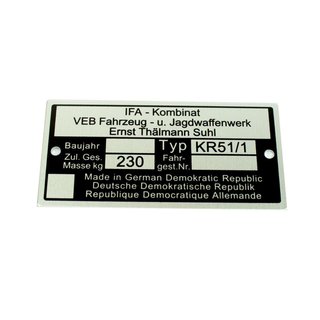 IFA - Kombinat
VEB Fahrzeug - u. Jagdwaffenwerk
Ernst Thälmann Suhl
Baujahr Typ KR51/1
Zul. Ges. Masse kg 230 Fahr-gest.Nr.
Made in German Demokratic Republic
Deutsche Demokratische Republik
Republique Democratique Allemande